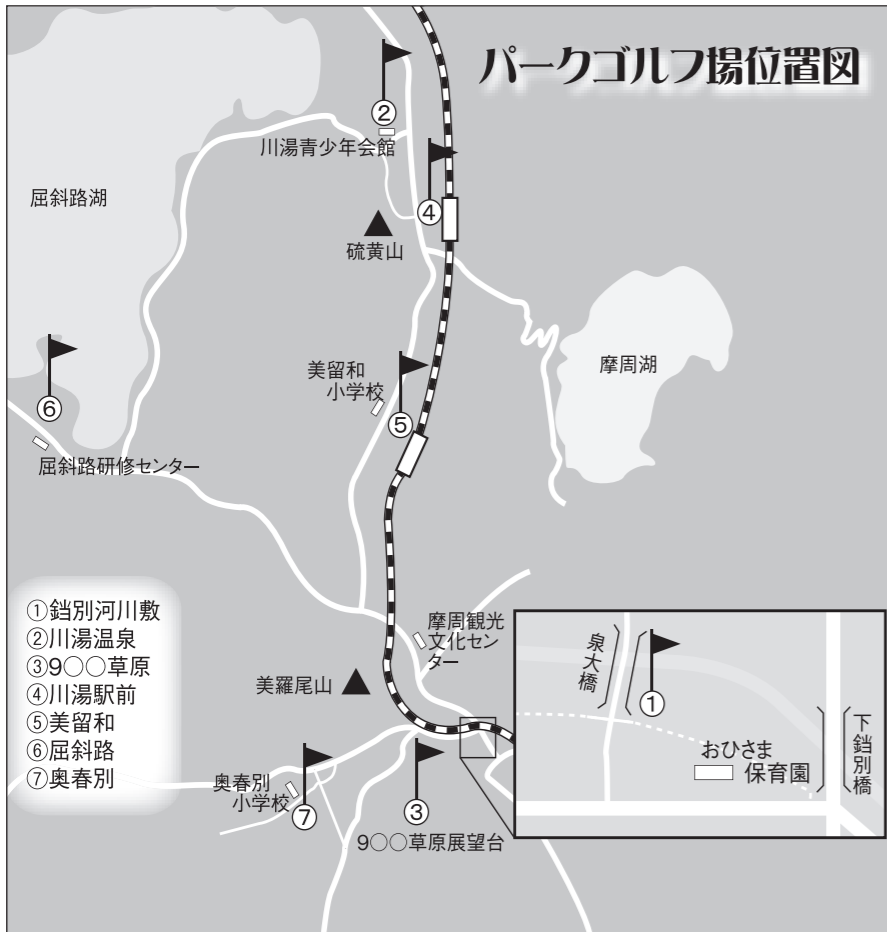 パークゴルフ場位置図
②
川湯青少年会館
屈斜路湖
④
硫黄山
美留和
小学校
摩周湖
⑤
⑥
屈斜路研修センター
①鐺別河川敷
②川湯温泉
③9○○草原
④川湯駅前
⑤美留和
⑥屈斜路
⑦奥春別
摩周観光
文化セン
ター
美羅尾山
奥春別
小学校
⑦
③
9○○草原展望台
泉大橋
①
おひさま
保育園
下鐺別橋